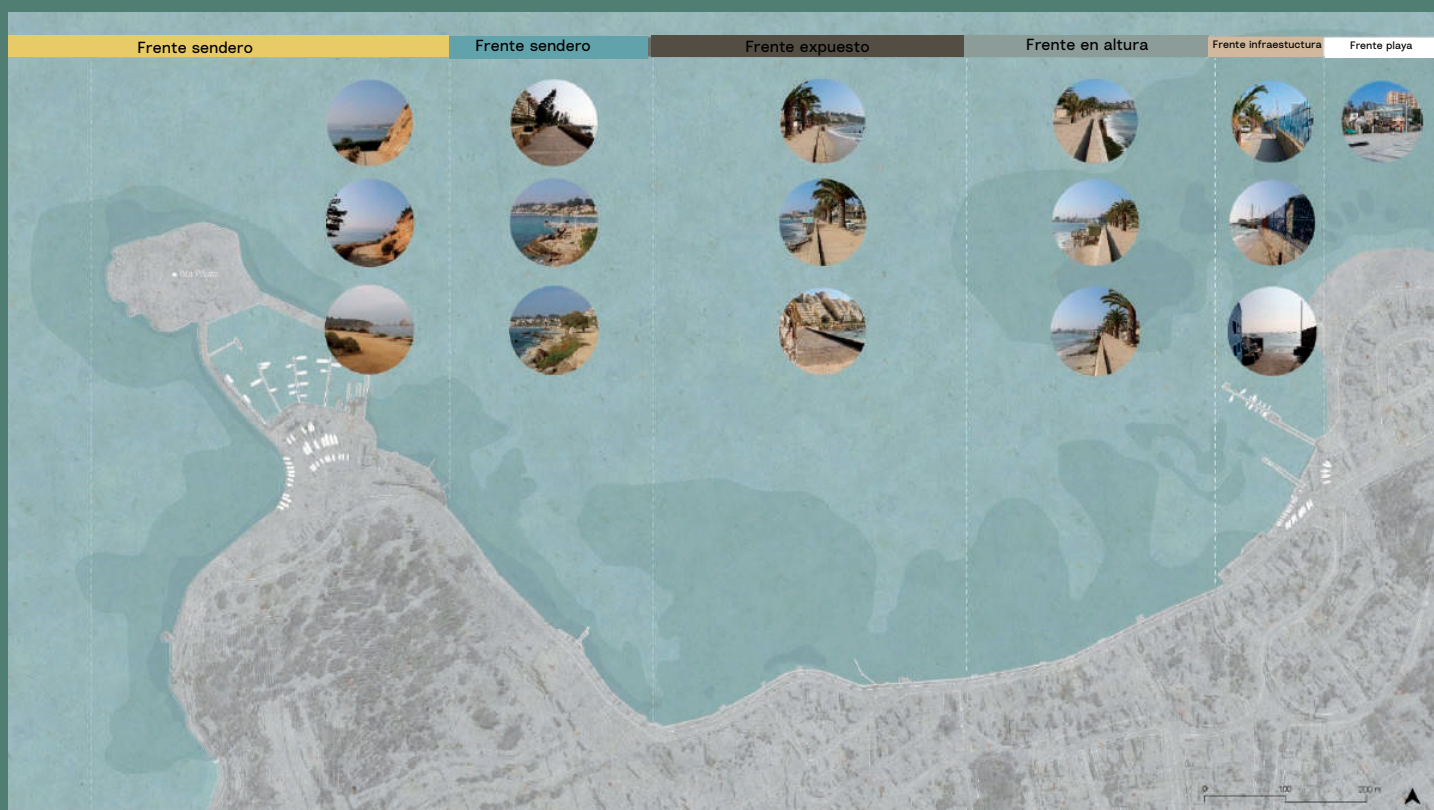 Frente sendero
Frente sendero
Frente expuesto
Frente en altura
Frente infraestuctura
Frente playa
0
100
200 m